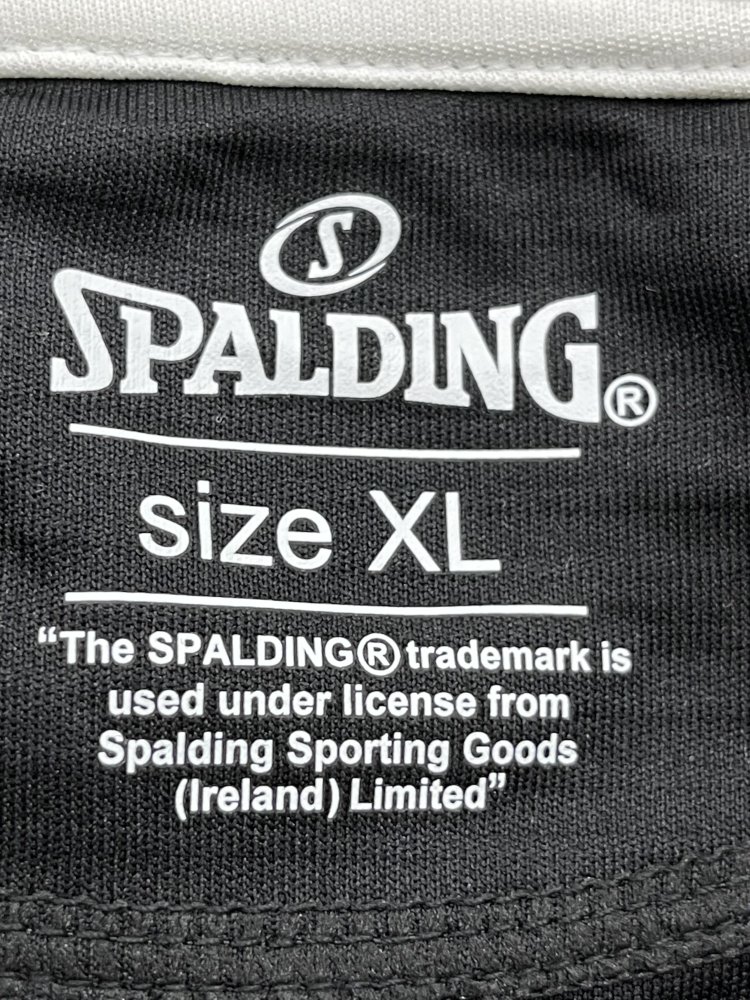 S
SPALDING®
size XL
“The SPALDING® trademark is
used under license from
Spalding Sporting Goods
(Ireland) Limited”